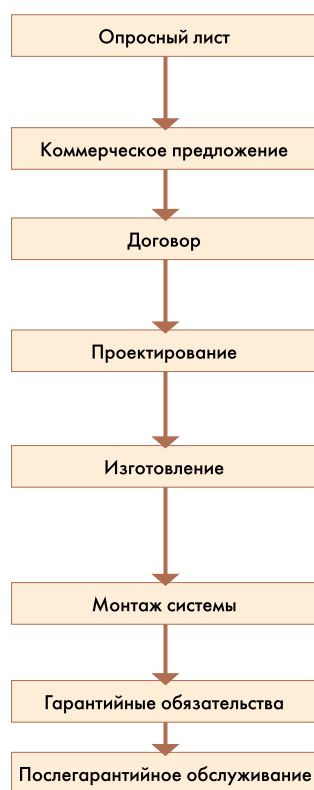 Опросный лист
Коммерческое предложение
Договор
Проектирование
Изготовление
Монтаж системы
Гарантийные обязательства
Послегарантийное обслуживание